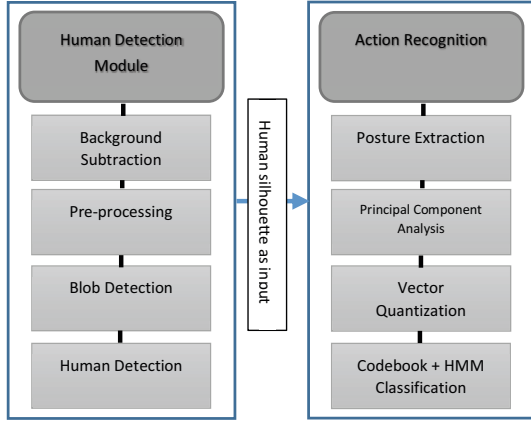 Human Detection
Module
Background
Subtraction
Pre-processing
Blob Detection
Human Detection
Human silhouette as input
Action Recognition
Posture Extraction
Principal Component
Analysis
Vector
Quantization
Codebook + HMM
Classification